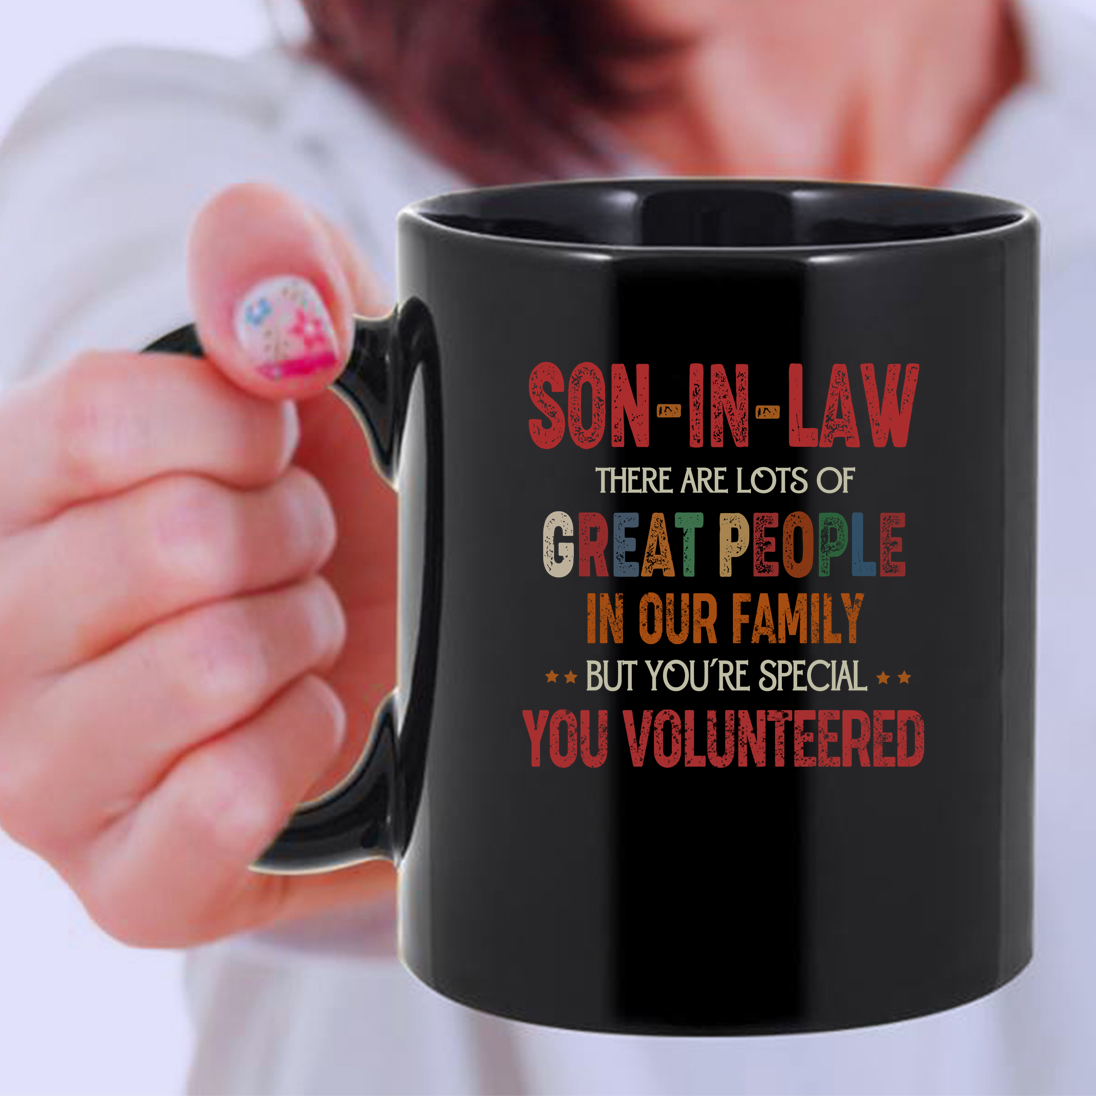 SON-IN-LAW
THERE ARE LOTS OF
GREAT PEOPLE
IN OUR FAMILY
BUT YOU'RE SPECIAL
YOU VOLUNTEERED